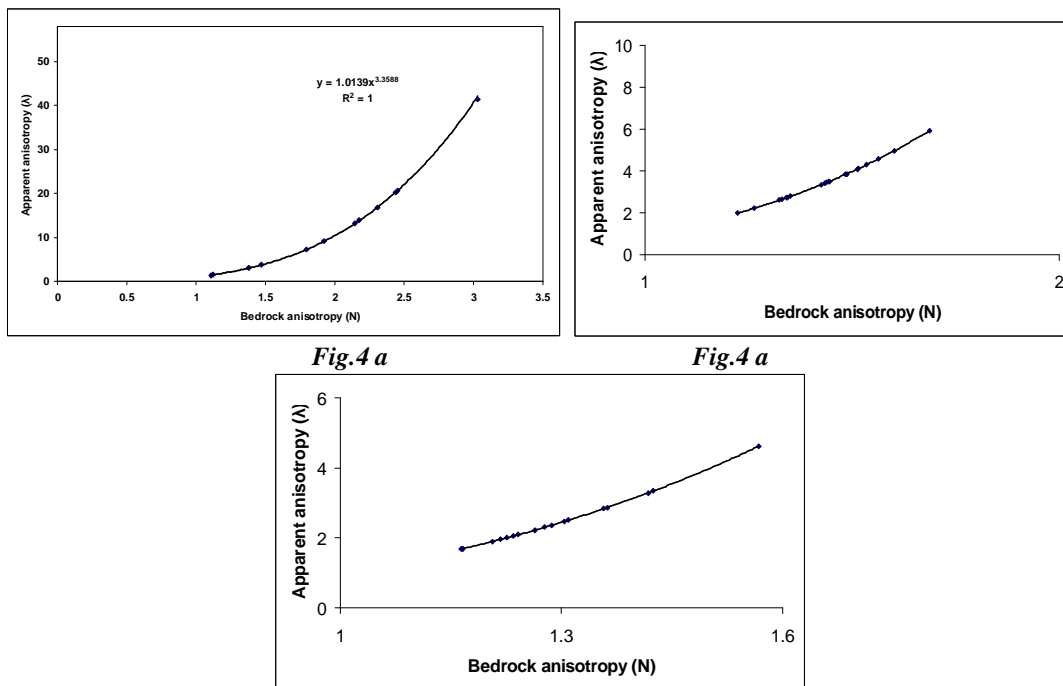 y = 1.0139x^3.3588
R² = 1
Apparent anisotropy (λ)
50
40
30
20
10
0
0 0.5 1 1.5 2 2.5 3 3.5
Bedrock anisotropy (N)
Apparent anisotropy (λ)
10
8
6
4
2
0
1 2
Bedrock anisotropy (N)
Fig.4 a Fig.4 a
Apparent anisotropy (λ)
6
4
2
0
1 1.3 1.6
Bedrock anisotropy (N)